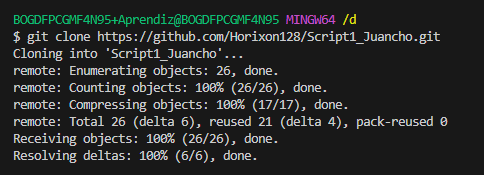 BOGDFPCGMF4N95+Aprendiz@BOGDFPCGMF4N95 MINGW64 /d
$ git clone https://github.com/Horixon128/Script1_Juancho.git
Cloning into 'Script1_Juancho'...
remote: Enumerating objects: 26, done.
remote: Counting objects: 100% (26/26), done.
remote: Compressing objects: 100% (17/17), done.
remote: Total 26 (delta 6), reused 21 (delta 4), pack-reused 0
Receiving objects: 100% (26/26), done.
Resolving deltas: 100% (6/6), done.